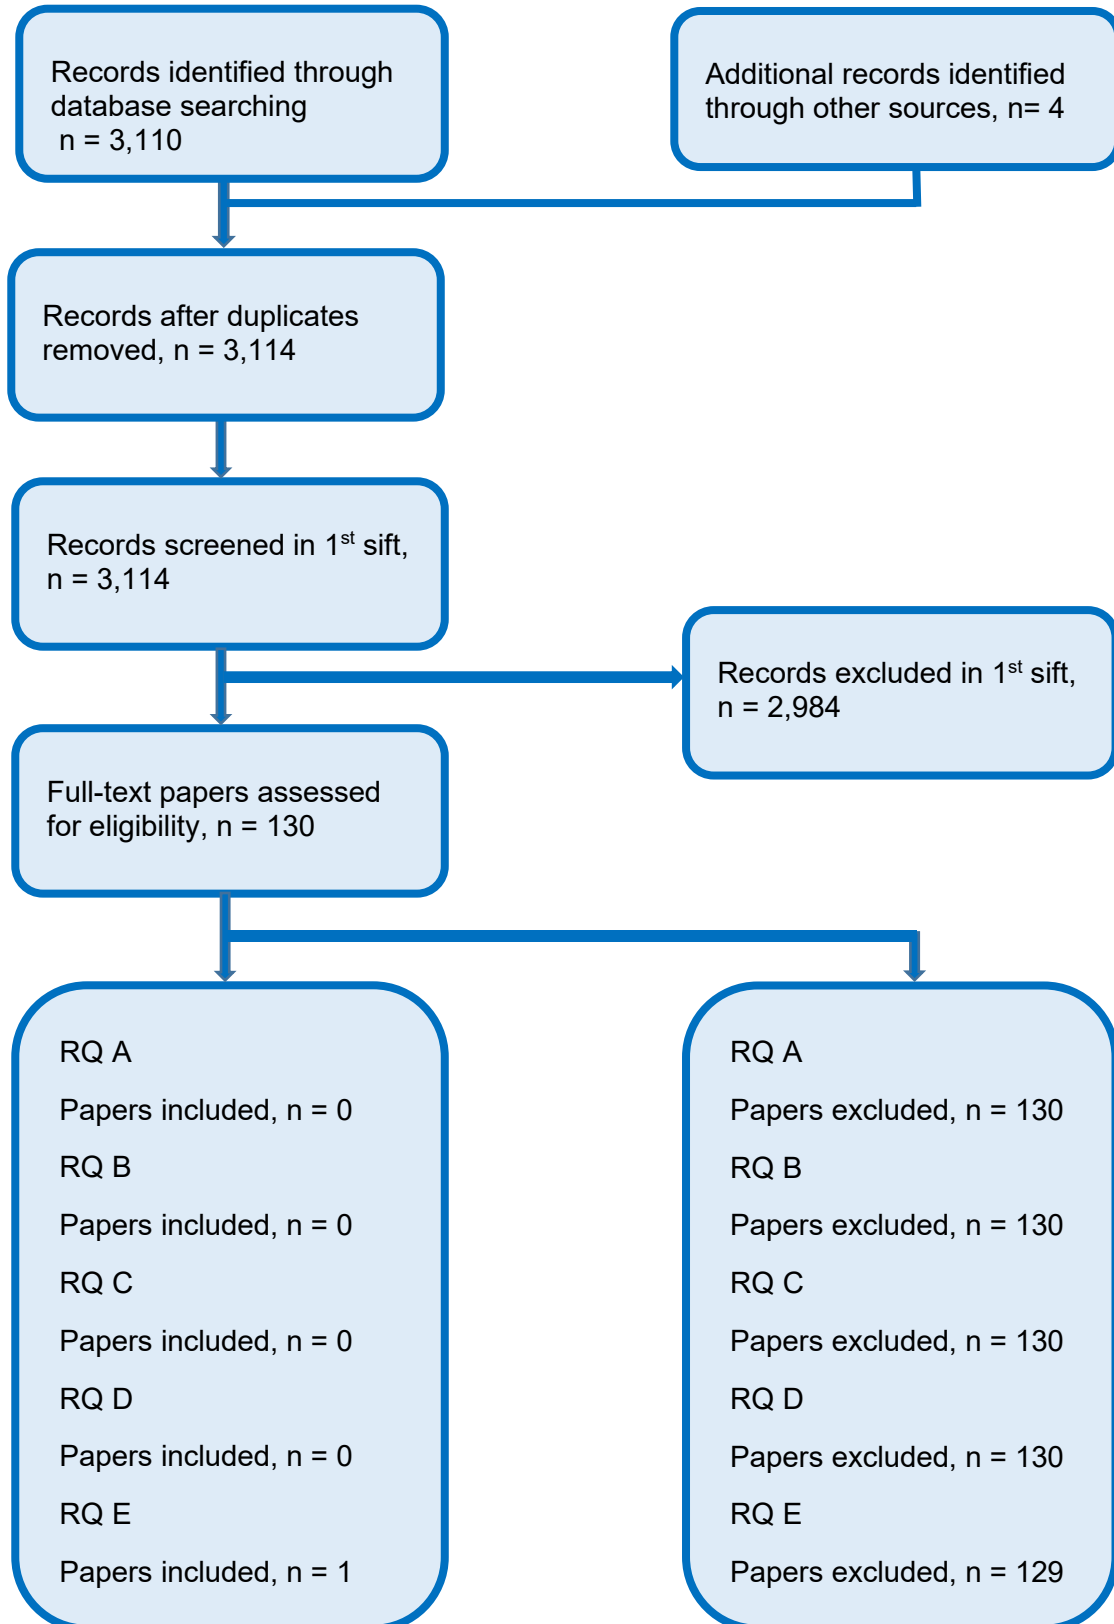 Records identified through
database searching
n = 3,110
Additional records identified
through other sources, n= 4
Records after duplicates
removed, n = 3,114
Records screened in 1st sift,
n = 3,114
Records excluded in 1st sift,
n = 2,984
Full-text papers assessed
for eligibility, n = 130
RQ A
Papers included, n = 0
RQ B
Papers included, n = 0
RQ C
Papers included, n = 0
RQ D
Papers included, n = 0
RQ E
Papers included, n = 1
RQ A
Papers excluded, n = 130
RQ B
Papers excluded, n = 130
RQ C
Papers excluded, n = 130
RQ D
Papers excluded, n = 130
RQ E
Papers excluded, n = 129